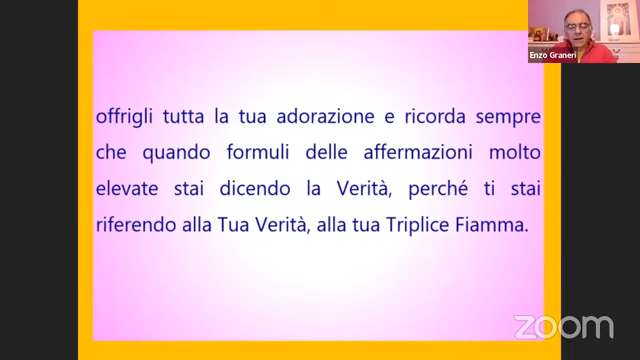 Enzo Graneri
offrigli tutta la tua adorazione e ricorda sempre
che quando formuli delle affermazioni molto
elevate stai dicendo la Verità, perché ti stai
riferendo alla Tua Verità, alla tua Triplice Fiamma.
zoom